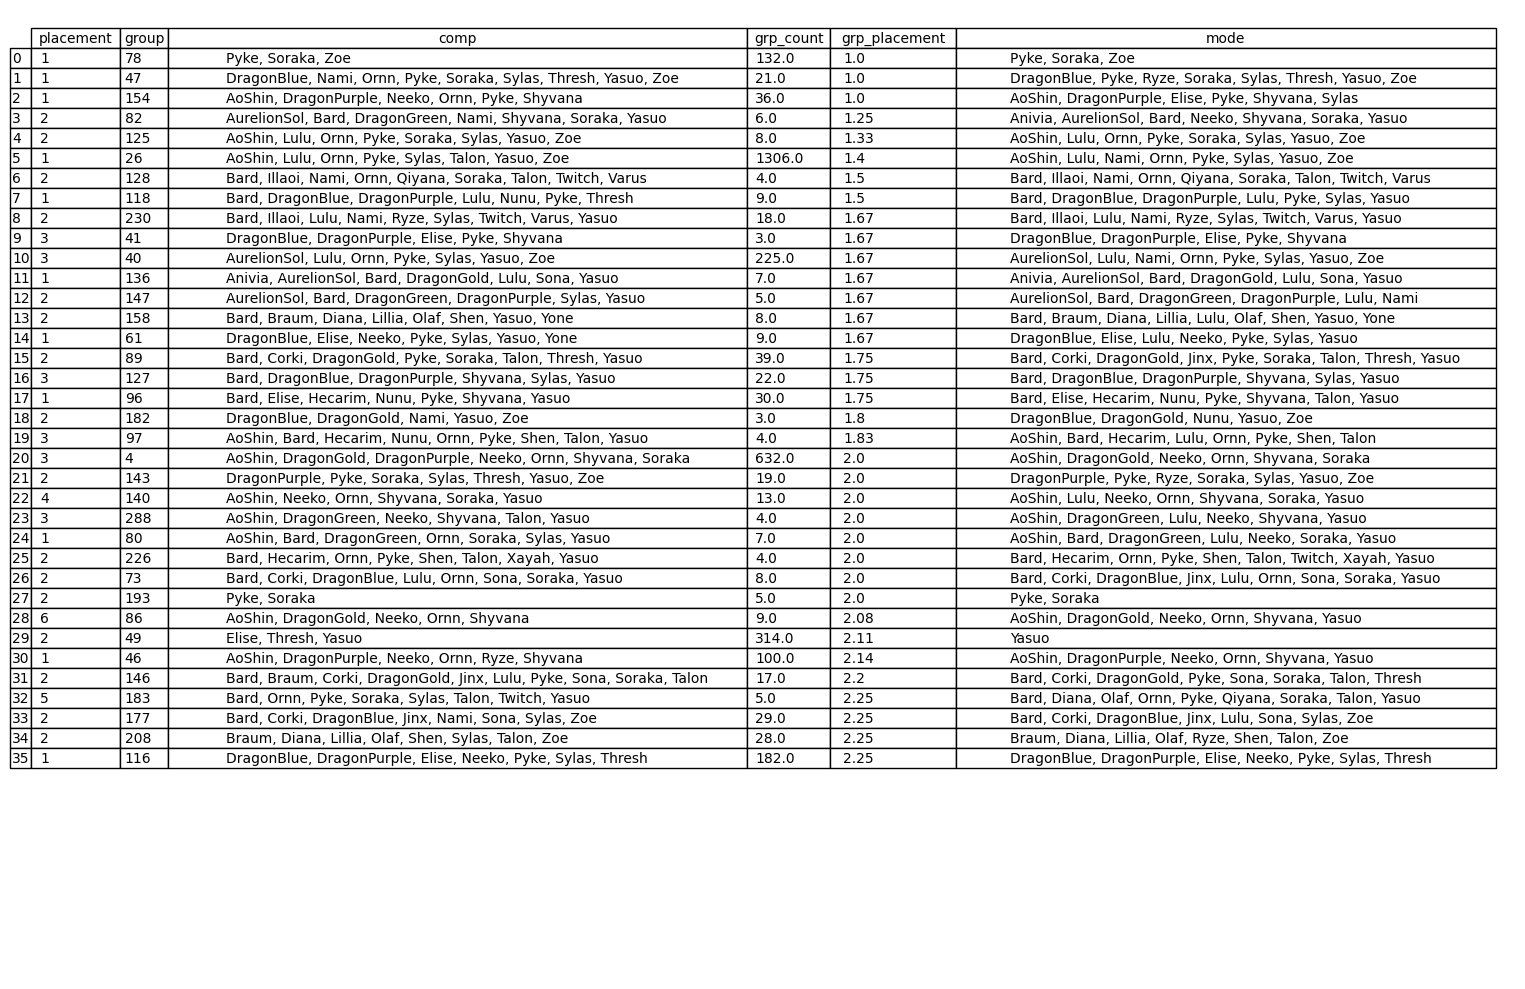 placement group comp grp_count grp_placement mode
0 1 78 Pyke, Soraka, Zoe 132.0 1.0 Pyke, Soraka, Zoe
1 1 47 DragonBlue, Nami, Ornn, Pyke, Soraka, Sylas, Thresh, Yasuo, Zoe 21.0 1.0 DragonBlue, Pyke, Ryze, Soraka, Sylas, Thresh, Yasuo, Zoe
2 1 154 AoShin, DragonPurple, Neeko, Ornn, Pyke, Shyvana 36.0 1.0 AoShin, DragonPurple, Elise, Pyke, Shyvana, Sylas
3 2 82 AurelionSol, Bard, DragonGreen, Nami, Shyvana, Soraka, Yasuo 6.0 1.25 Anivia, AurelionSol, Bard, Neeko, Shyvana, Soraka, Yasuo
4 2 125 AoShin, Lulu, Ornn, Pyke, Soraka, Sylas, Yasuo, Zoe 8.0 1.33 AoShin, Lulu, Ornn, Pyke, Soraka, Sylas, Yasuo, Zoe
5 1 26 AoShin, Lulu, Ornn, Pyke, Sylas, Talon, Yasuo, Zoe 1306.0 1.4 AoShin, Lulu, Nami, Ornn, Pyke, Sylas, Yasuo, Zoe
6 2 128 Bard, Illaoi, Nami, Ornn, Qiyana, Soraka, Talon, Twitch, Varus 4.0 1.5 Bard, Illaoi, Nami, Ornn, Qiyana, Soraka, Talon, Twitch, Varus
7 1 118 Bard, DragonBlue, DragonPurple, Lulu, Nunu, Pyke, Thresh 9.0 1.5 Bard, DragonBlue, DragonPurple, Lulu, Pyke, Sylas, Yasuo
8 2 230 Bard, Illaoi, Lulu, Nami, Ryze, Sylas, Twitch, Varus, Yasuo 18.0 1.67 Bard, Illaoi, Lulu, Nami, Ryze, Sylas, Twitch, Varus, Yasuo
9 3 41 DragonBlue, DragonPurple, Elise, Pyke, Shyvana 3.0 1.67 DragonBlue, DragonPurple, Elise, Pyke, Shyvana
10 3 40 AurelionSol, Lulu, Ornn, Pyke, Sylas, Yasuo, Zoe 225.0 1.67 AurelionSol, Lulu, Nami, Ornn, Pyke, Sylas, Yasuo, Zoe
11 1 136 Anivia, AurelionSol, Bard, DragonGold, Lulu, Sona, Yasuo 7.0 1.67 Anivia, AurelionSol, Bard, DragonGold, Lulu, Sona, Yasuo
12 2 147 AurelionSol, Bard, DragonGreen, DragonPurple, Sylas, Yasuo 5.0 1.67 AurelionSol, Bard, DragonGreen, DragonPurple, Lulu, Nami
13 2 158 Bard, Braum, Diana, Lillia, Olaf, Shen, Yasuo, Yone 8.0 1.67 Bard, Braum, Diana, Lillia, Lulu, Olaf, Shen, Yasuo, Yone
14 1 61 DragonBlue, Elise, Neeko, Pyke, Sylas, Yasuo, Yone 9.0 1.67 DragonBlue, Elise, Lulu, Neeko, Pyke, Sylas, Yasuo
15 2 89 Bard, Corki, DragonGold, Pyke, Soraka, Talon, Thresh, Yasuo 39.0 1.75 Bard, Corki, DragonGold, Jinx, Pyke, Soraka, Talon, Thresh, Yasuo
16 3 127 Bard, DragonBlue, DragonPurple, Shyvana, Sylas, Yasuo 22.0 1.75 Bard, DragonBlue, DragonPurple, Shyvana, Sylas, Yasuo
17 1 96 Bard, Elise, Hecarim, Nunu, Pyke, Shyvana, Yasuo 30.0 1.75 Bard, Elise, Hecarim, Nunu, Pyke, Shyvana, Talon, Yasuo
18 2 182 DragonBlue, DragonGold, Nami, Yasuo, Zoe 3.0 1.8 DragonBlue, DragonGold, Nunu, Yasuo, Zoe
19 3 97 AoShin, Bard, Hecarim, Nunu, Ornn, Pyke, Shen, Talon, Yasuo 4.0 1.83 AoShin, Bard, Hecarim, Lulu, Ornn, Pyke, Shen, Talon
20 3 4 AoShin, DragonGold, DragonPurple, Neeko, Ornn, Shyvana, Soraka 632.0 2.0 AoShin, DragonGold, Neeko, Ornn, Shyvana, Soraka
21 2 143 DragonPurple, Pyke, Soraka, Sylas, Thresh, Yasuo, Zoe 19.0 2.0 DragonPurple, Pyke, Ryze, Soraka, Sylas, Yasuo, Zoe
22 4 140 AoShin, Neeko, Ornn, Shyvana, Soraka, Yasuo 13.0 2.0 AoShin, Lulu, Neeko, Ornn, Shyvana, Soraka, Yasuo
23 3 288 AoShin, DragonGreen, Neeko, Shyvana, Talon, Yasuo 4.0 2.0 AoShin, DragonGreen, Lulu, Neeko, Shyvana, Yasuo
24 1 80 AoShin, Bard, DragonGreen, Ornn, Soraka, Sylas, Yasuo 7.0 2.0 AoShin, Bard, DragonGreen, Lulu, Neeko, Soraka, Yasuo
25 2 226 Bard, Hecarim, Ornn, Pyke, Shen, Talon, Xayah, Yasuo 4.0 2.0 Bard, Hecarim, Ornn, Pyke, Shen, Talon, Twitch, Xayah, Yasuo
26 2 73 Bard, Corki, DragonBlue, Lulu, Ornn, Sona, Soraka, Yasuo 8.0 2.0 Bard, Corki, DragonBlue, Jinx, Lulu, Ornn, Sona, Soraka, Yasuo
27 2 193 Pyke, Soraka 5.0 2.0 Pyke, Soraka
28 6 86 AoShin, DragonGold, Neeko, Ornn, Shyvana 9.0 2.08 AoShin, DragonGold, Neeko, Ornn, Shyvana, Yasuo
29 2 49 Elise, Thresh, Yasuo 314.0 2.11 Yasuo
30 1 46 AoShin, DragonPurple, Neeko, Ornn, Ryze, Shyvana 100.0 2.14 AoShin, DragonPurple, Neeko, Ornn, Shyvana, Yasuo
31 2 146 Bard, Braum, Corki, DragonGold, Jinx, Lulu, Pyke, Sona, Soraka, Talon 17.0 2.2 Bard, Corki, DragonGold, Pyke, Sona, Soraka, Talon, Thresh
32 5 183 Bard, Ornn, Pyke, Soraka, Sylas, Talon, Twitch, Yasuo 5.0 2.25 Bard, Diana, Olaf, Ornn, Pyke, Qiyana, Soraka, Talon, Yasuo
33 2 177 Bard, Corki, DragonBlue, Jinx, Nami, Sona, Sylas, Zoe 29.0 2.25 Bard, Corki, DragonBlue, Jinx, Lulu, Sona, Sylas, Zoe
34 2 208 Braum, Diana, Lillia, Olaf, Shen, Sylas, Talon, Zoe 28.0 2.25 Braum, Diana, Lillia, Olaf, Ryze, Shen, Talon, Zoe
35 1 116 DragonBlue, DragonPurple, Elise, Neeko, Pyke, Sylas, Thresh 182.0 2.25 DragonBlue, DragonPurple, Elise, Neeko, Pyke, Sylas, Thresh